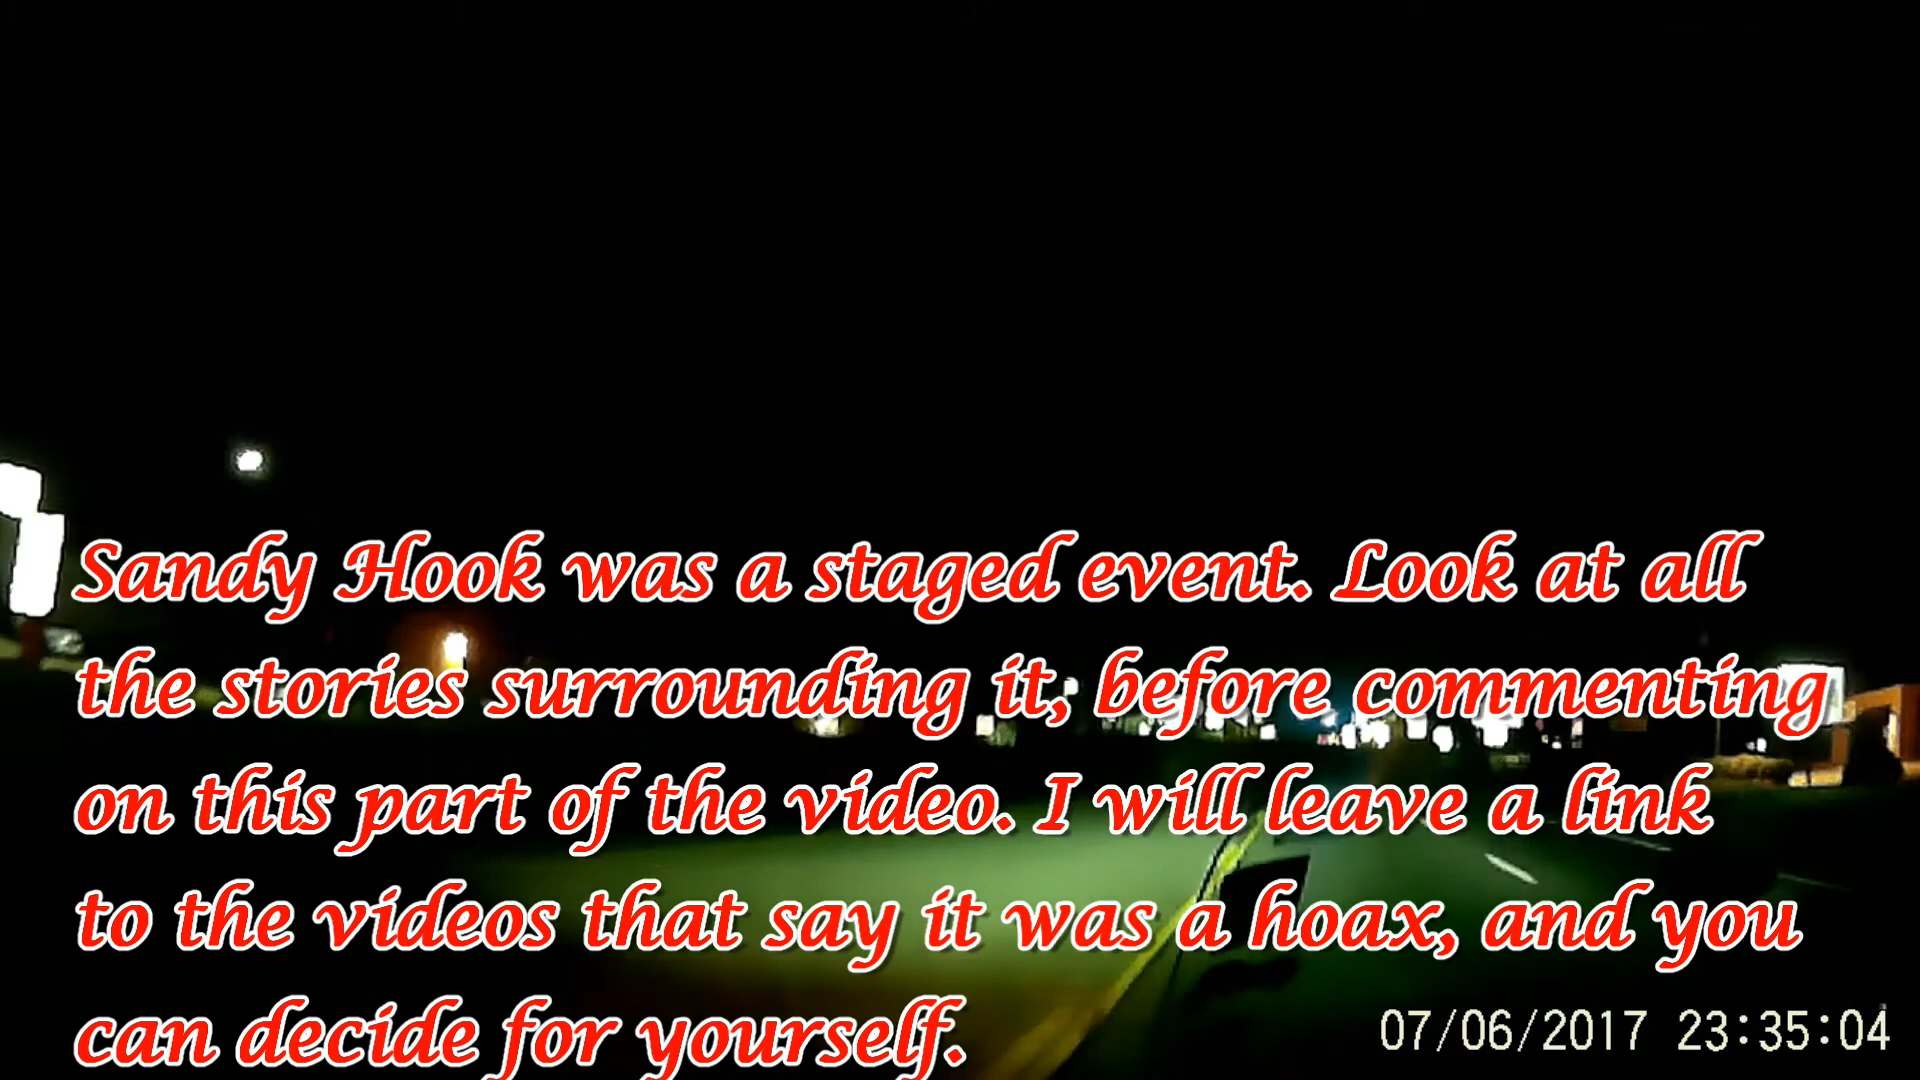 Sandy Hook was a staged event. Look at all
the stories surrounding it, before commenting
on this part of the video. I will leave a link
to the videos that say it was a hoax, and you
can decide for yourself.
07/06/2017 23:35:04